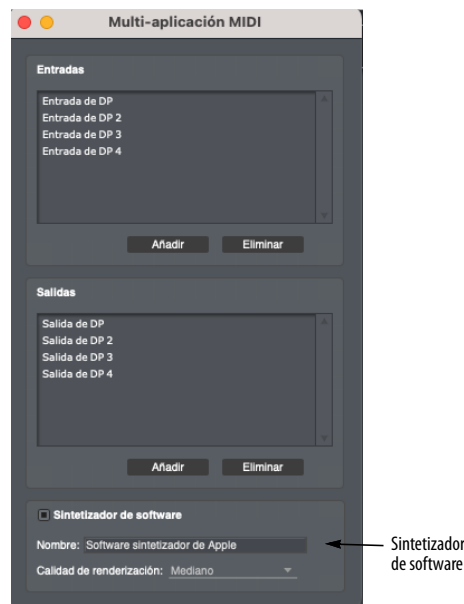 Multi-aplicación MIDI
Entradas
Entrada de DP
Entrada de DP 2
Entrada de DP 3
Entrada de DP 4
Añadir Eliminar
Salidas
Salida de DP
Salida de DP 2
Salida de DP 3
Salida de DP 4
Añadir Eliminar
Sintetizador de software
Nombre: Software sintetizador de Apple
Calidad de renderización: Mediano
Sintetizador
de software